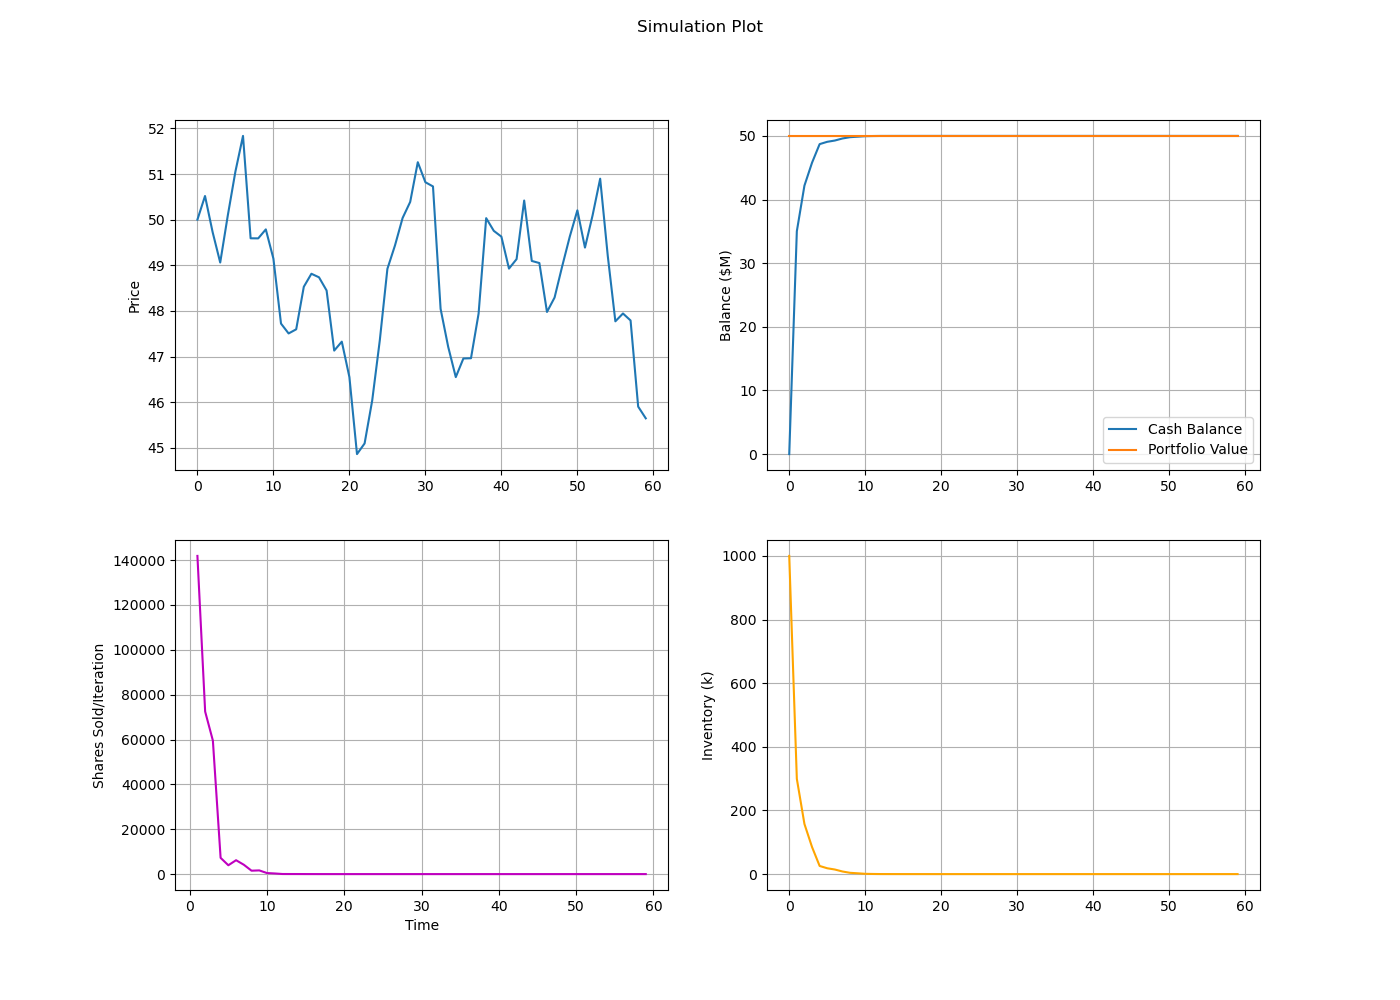 Simulation Plot
52
51
50
49
48
47
46
45
Price
0 10 20 30 40 50 60
50
40
30
20
10
0
Balance ($M)
Cash Balance
Portfolio Value
0 10 20 30 40 50 60
140000
120000
100000
80000
60000
40000
20000
0
Shares Sold/Iteration
0 10 20 30 40 50 60
Time
1000
800
600
400
200
0
Inventory (k)
0 10 20 30 40 50 60